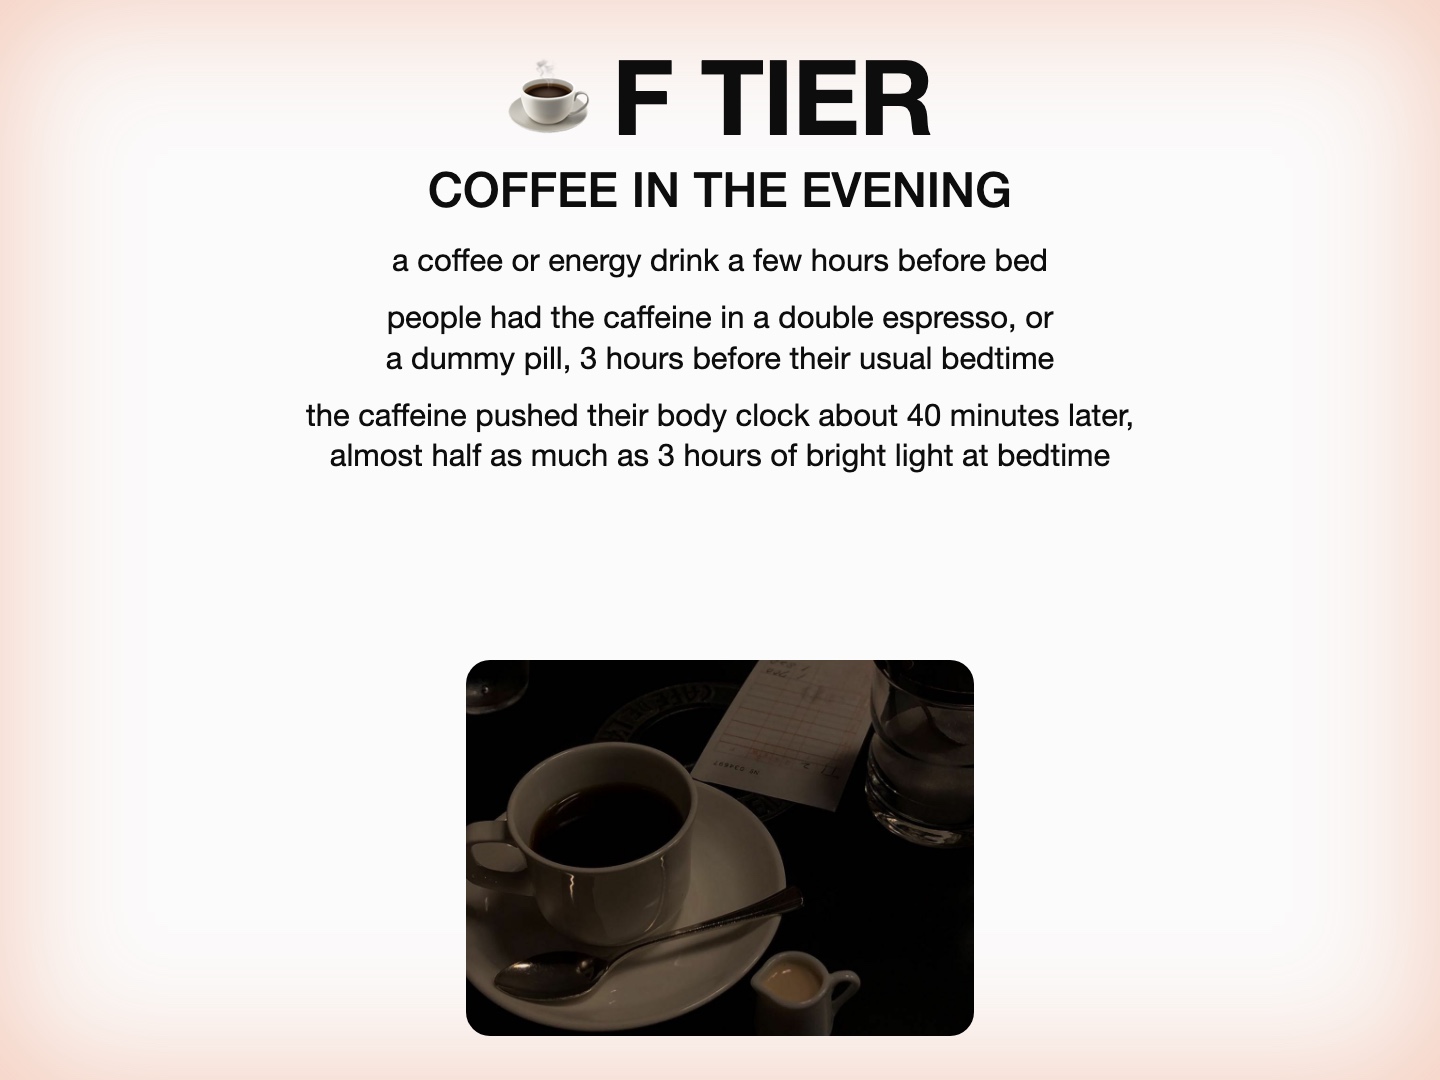 F TIER
COFFEE IN THE EVENING
a coffee or energy drink a few hours before bed
people had the caffeine in a double espresso, or
a dummy pill, 3 hours before their usual bedtime
the caffeine pushed their body clock about 40 minutes later,
almost half as much as 3 hours of bright light at bedtime